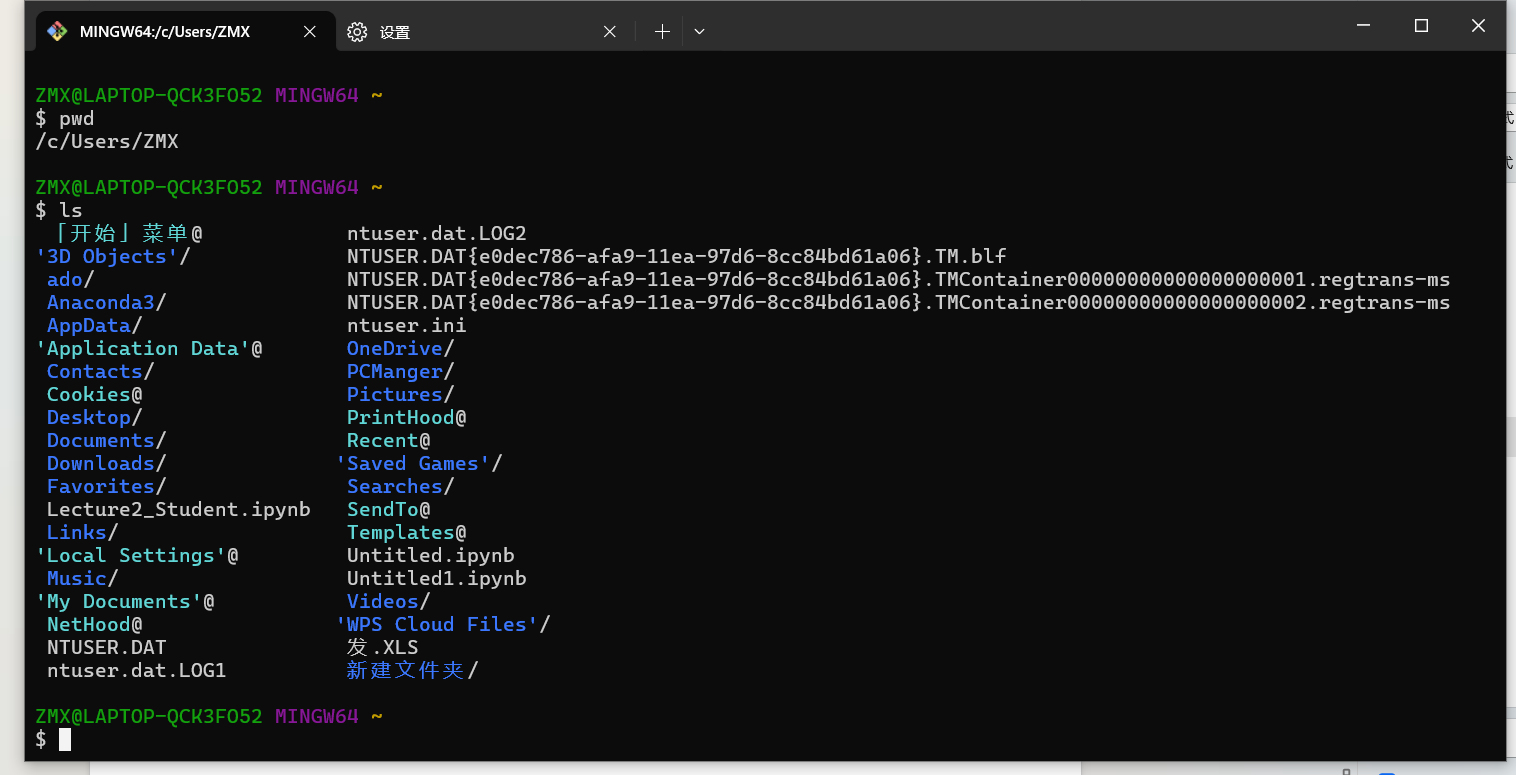 MINGW64:/c/Users/ZMX 设置
ZMX@LAPTOP-QCK3FO52 MINGW64 ~
$ pwd
/c/Users/ZMX
ZMX@LAPTOP-QCK3FO52 MINGW64 ~
$ ls
「开始」菜单@ ntuser.dat.LOG2
'3D Objects'/ NTUSER.DAT{e0dec786-afa9-11ea-97d6-8cc84bd61a06}.TM.blf
ado/ NTUSER.DAT{e0dec786-afa9-11ea-97d6-8cc84bd61a06}.TMContainer00000000000000000001.regtrans-ms
Anaconda3/ NTUSER.DAT{e0dec786-afa9-11ea-97d6-8cc84bd61a06}.TMContainer00000000000000000002.regtrans-ms
AppData/ ntuser.ini
'Application Data'@ OneDrive/
Contacts/ PCManger/
Cookies@ Pictures/
Desktop/ PrintHood@
Documents/ Recent@
Downloads/ 'Saved Games'/
Favorites/ Searches/
Lecture2_Student.ipynb SendTo@
Links/ Templates@
'Local Settings'@ Untitled.ipynb
Music/ Untitled1.ipynb
'My Documents'@ Videos/
NetHood@ 'WPS Cloud Files'/
NTUSER.DAT 发.XLS
ntuser.dat.LOG1 新建文件夹/
ZMX@LAPTOP-QCK3FO52 MINGW64 ~
$